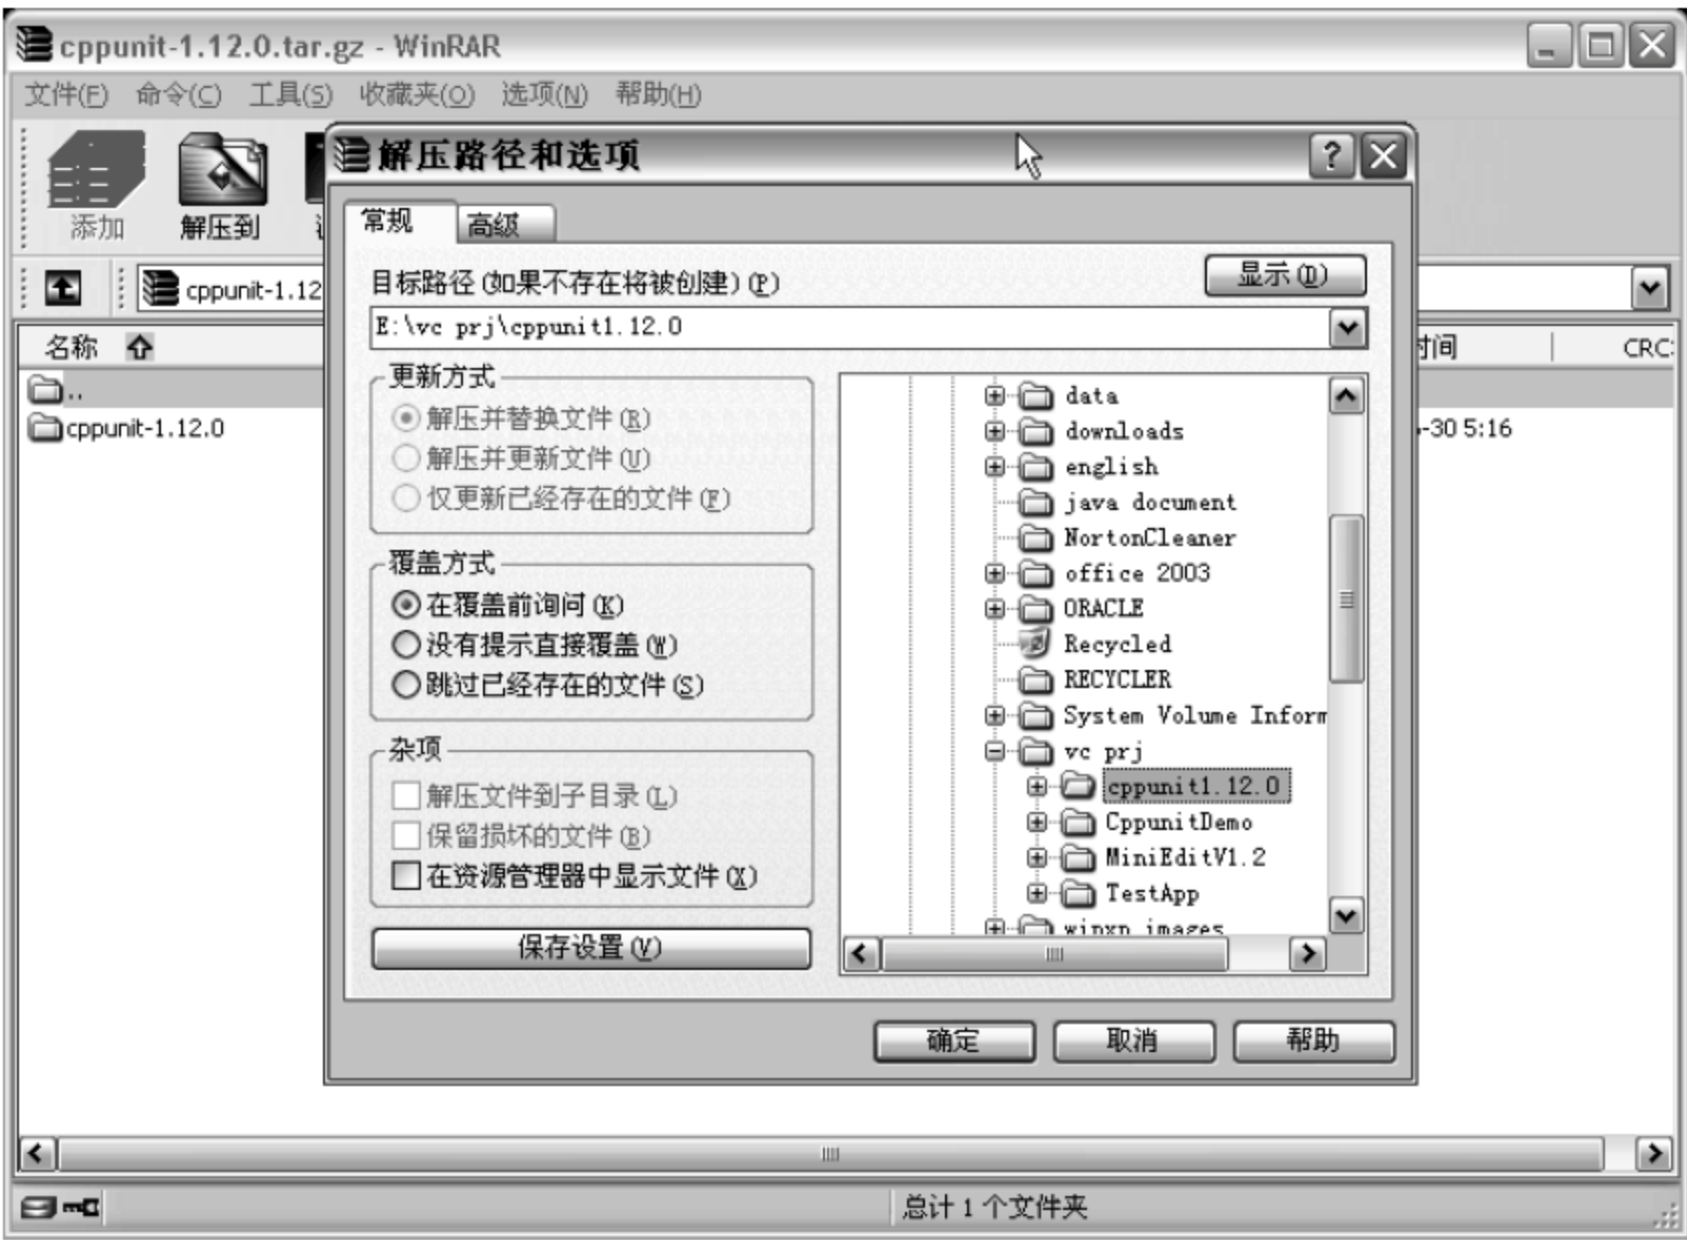 cppunit-1.12.0.tar.gz - WinRAR
文件(F) 命令(C) 工具(S) 收藏夹(O) 选项(N) 帮助(H)
添加 解压到
cppunit-1.12
名称
时间 CRC
..
cppunit-1.12.0
-30 5:16
解压路径和选项
常规 高级
目标路径(如果不存在将被创建)(P)
显示(D)
E:\vc prj\cppunit1.12.0
更新方式
解压并替换文件(R)
解压并更新文件(U)
仅更新已经存在的文件(F)
覆盖方式
在覆盖前询问(K)
没有提示直接覆盖(W)
跳过已经存在的文件(S)
杂项
解压文件到子目录(L)
保留损坏的文件(B)
在资源管理器中显示文件(X)
保存设置(V)
data
downloads
english
java document
NortonCleaner
office 2003
ORACLE
Recycled
RECYCLER
System Volume Inform
vc prj
cppunit1.12.0
CppunitDemo
MiniEditV1.2
TestApp
winxp images
确定 取消 帮助
总计 1 个文件夹